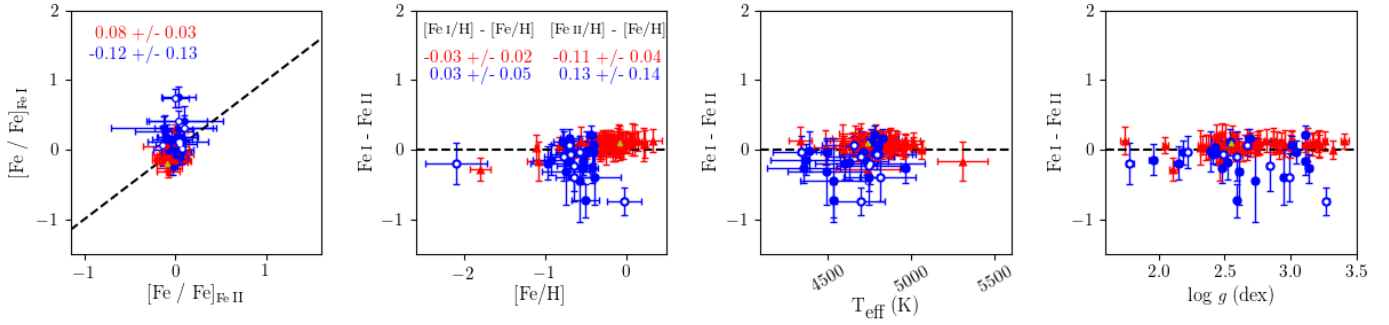 0.08 +/- 0.03
-0.12 +/- 0.13
2
1
0
−1
[Fe / Fe]Fe I
−1 0 1
[Fe / Fe]Fe II
[Fe I/H] - [Fe/H] [Fe II/H] - [Fe/H]
-0.03 +/- 0.02 -0.11 +/- 0.04
0.03 +/- 0.05 0.13 +/- 0.14
2
1
0
−1
Fe I - Fe II
−2 −1 0
[Fe/H]
2
1
0
−1
Fe I - Fe II
4500 5000 5500
Teff (K)
2
1
0
−1
Fe I - Fe II
2.0 2.5 3.0 3.5
log g (dex)